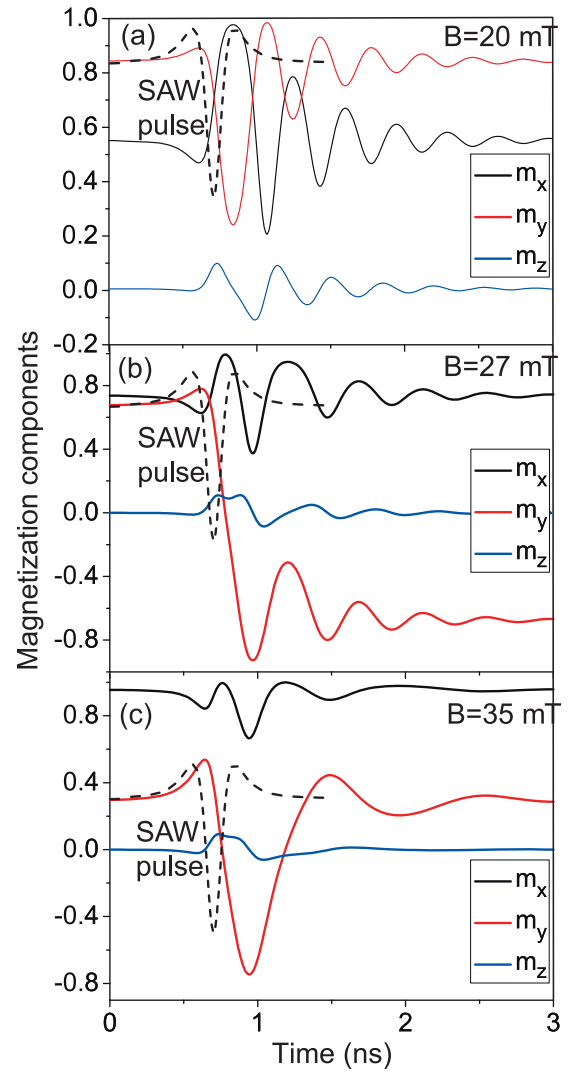 (a)
B=20 mT
1.0
0.8
0.6
0.4
0.2
0.0
-0.2
SAW
pulse
m_x
m_y
m_z
(b)
B=27 mT
0.8
0.4
0.0
-0.4
-0.8
SAW
pulse
m_x
m_y
m_z
(c)
B=35 mT
0.8
0.4
0.0
-0.4
-0.8
SAW
pulse
m_x
m_y
m_z
Magnetization components
0
1
2
3
Time (ns)